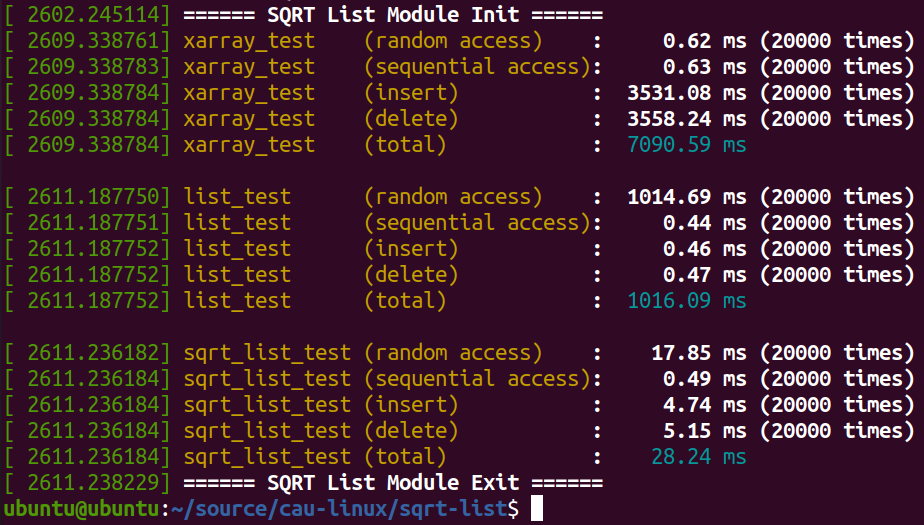 [ 2602.245114] ====== SQRT List Module Init ======
[ 2609.338761] xarray_test    (random access)    :     0.62 ms (20000 times)
[ 2609.338783] xarray_test    (sequential access):     0.63 ms (20000 times)
[ 2609.338784] xarray_test    (insert)           :  3531.08 ms (20000 times)
[ 2609.338784] xarray_test    (delete)           :  3558.24 ms (20000 times)
[ 2609.338784] xarray_test    (total)            :  7090.59 ms
[ 2611.187750] list_test      (random access)    :  1014.69 ms (20000 times)
[ 2611.187751] list_test      (sequential access):     0.44 ms (20000 times)
[ 2611.187752] list_test      (insert)           :     0.46 ms (20000 times)
[ 2611.187752] list_test      (delete)           :     0.47 ms (20000 times)
[ 2611.187752] list_test      (total)            :  1016.09 ms
[ 2611.236182] sqrt_list_test (random access)    :    17.85 ms (20000 times)
[ 2611.236184] sqrt_list_test (sequential access):     0.49 ms (20000 times)
[ 2611.236184] sqrt_list_test (insert)           :     4.74 ms (20000 times)
[ 2611.236184] sqrt_list_test (delete)           :     5.15 ms (20000 times)
[ 2611.236184] sqrt_list_test (total)            :    28.24 ms
[ 2611.238229] ====== SQRT List Module Exit ======
ubuntu@ubuntu:~/source/cau-linux/sqrt-list$